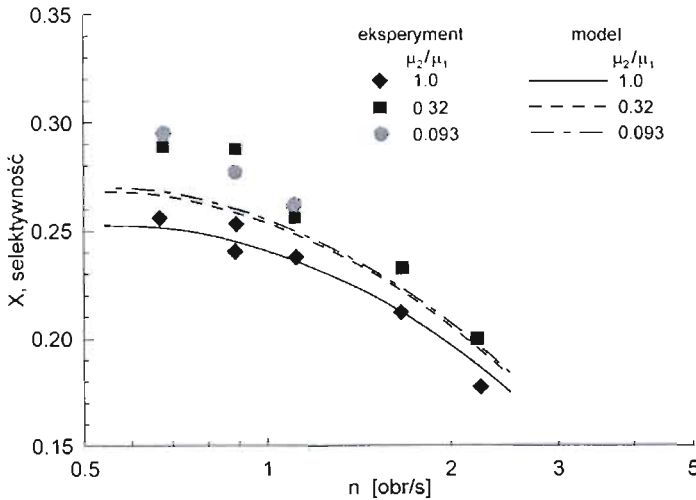 0.35
eksperyment model
μ₂/μ₁ μ₂/μ₁
1.0 1.0
0.32 0.32
0.093 0.093
0.30
0.25
0.20
0.15
X, selektywność
0.5 1 2 3 4 5
n [obr/s]